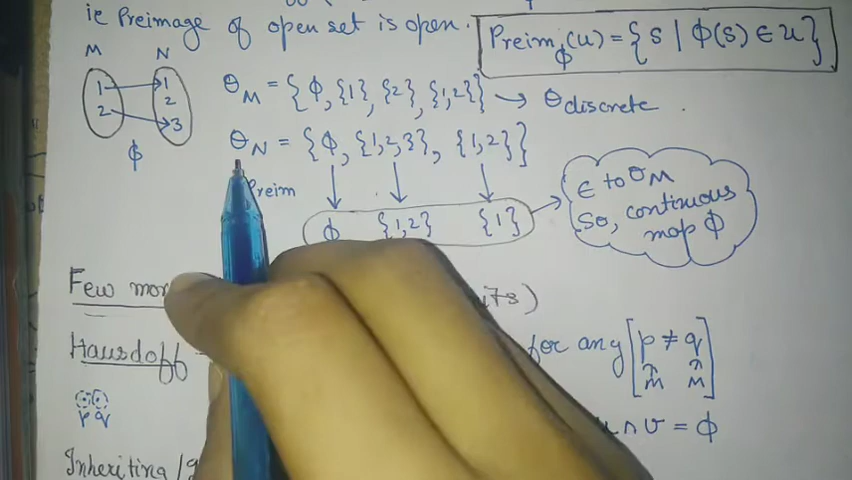 ie Preimage of open set is open.
Preim_ϕ(u) = {s | ϕ(s) ∈ u}
M N
1 1
2 2
3
ϕ
θ_M = {ϕ, {1}, {2}, {1,2}} → θ discrete.
θ_N = {ϕ, {1,2,3}, {1,2}}
Preim
ϕ {1,2} {1}
∈ to θ_M
So, continuous
map ϕ
Few
Hausdoff
for any [p ≠ q]
M M
p q
∩ v = ϕ
Inheriting